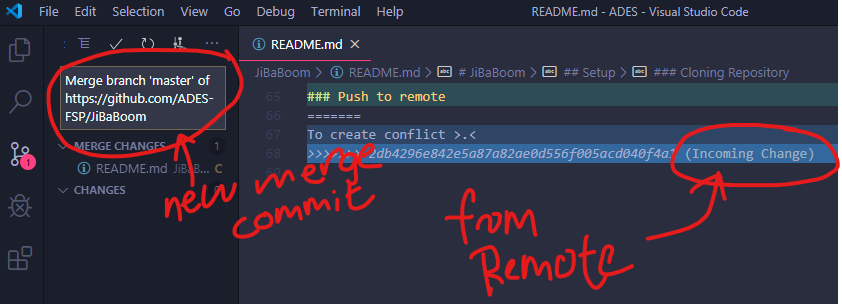 File Edit Selection View Go Debug Terminal Help README.md - ADES - Visual Studio Code
README.md
JiBaBoom > README.md > # JiBaBoom > ## Setup > ### Cloning Repository
Merge branch 'master' of
https://github.com/ADES-
FSP/JiBaBoom
MERGE CHANGES 1
README.md JiBaB... C
CHANGES
1
65 ### Push to remote
66 =======
67 To create conflict >.<
68 >>>>>>> 2db4296e842e5a87a82ae0d556f005acd040f4a1 (Incoming Change)
new merge
commit
from
Remote